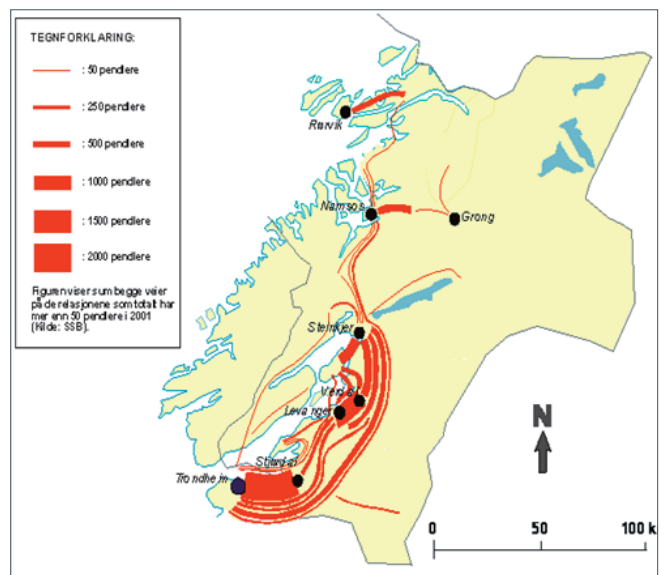 TEGNFORKLARING:
: 50 pendlere
: 250 pendlere
: 500 pendlere
: 1000 pendlere
: 1500 pendlere
: 2000 pendlere
Figuren viser sum begge veier
på de relasjonene som totalt har
mer enn 50 pendlere i 2001
(Kilde: SSB).
Rørvik
Namsos
Grong
Steinkjer
Verdal
Levanger
Stjørdal
Trondheim
N
0 50 100 k